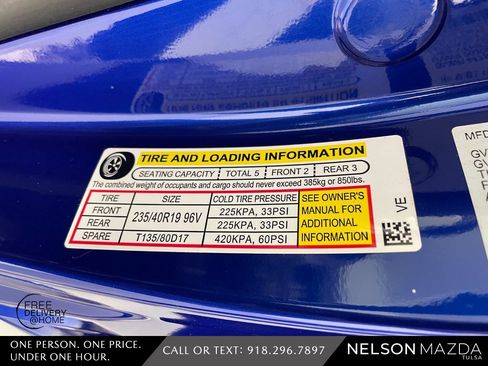 TIRE AND LOADING INFORMATION
SEATING CAPACITY TOTAL 5 FRONT 2 REAR 3
The combined weight of occupants and cargo should never exceed 385kg or 850lbs.
TIRE SIZE COLD TIRE PRESSURE SEE OWNER'S MANUAL FOR ADDITIONAL INFORMATION
FRONT 235/40R19 96V 225KPA, 33PSI
REAR 225KPA, 33PSI
SPARE T135/80D17 420KPA, 60PSI
VE
MFD
GV
FREE
DELIVERY
@HOME
ONE PERSON. ONE PRICE.
UNDER ONE HOUR.
CALL OR TEXT: 918.296.7897
NELSON MAZDA
TULSA